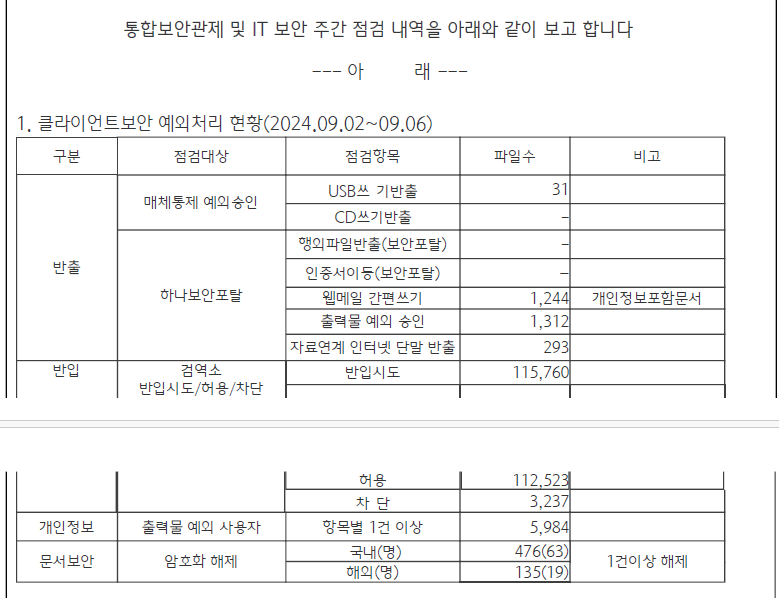 통합보안관제 및 IT 보안 주간 점검 내역을 아래와 같이 보고 합니다
--- 아 래 ---
1. 클라이언트보안 예외처리 현황(2024.09.02~09.06)
구분 점검대상 점검항목 파일수 비고
반출 매체통제 예외승인 USB쓰 기반출 31
CD쓰기반출 -
하나보안포탈 행외파일반출(보안포탈) -
인증서이동(보안포탈) -
웹메일 간편쓰기 1,244 개인정보포함문서
출력물 예외 승인 1,312
자료연계 인터넷 단말 반출 293
반입 검역소 반입시도 115,760
반입시도/허용/차단
허용 112,523
차 단 3,237
개인정보 출력물 예외 사용자 항목별 1건 이상 5,984
문서보안 암호화 해제 국내(명) 476(63) 1건이상 해제
해외(명) 135(19)